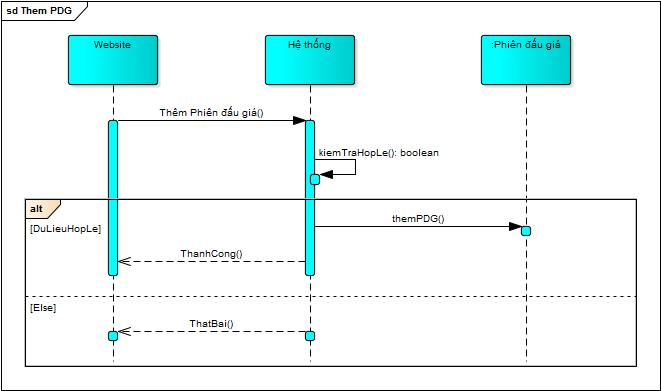 sd Them PDG
Website
Hệ thống
:Phiên đấu giá
Thêm Phiên đấu giá()
kiemTraHopLe(): boolean
alt
[DuLieuHopLe]
themPDG()
ThanhCong()
[Else]
ThatBai()